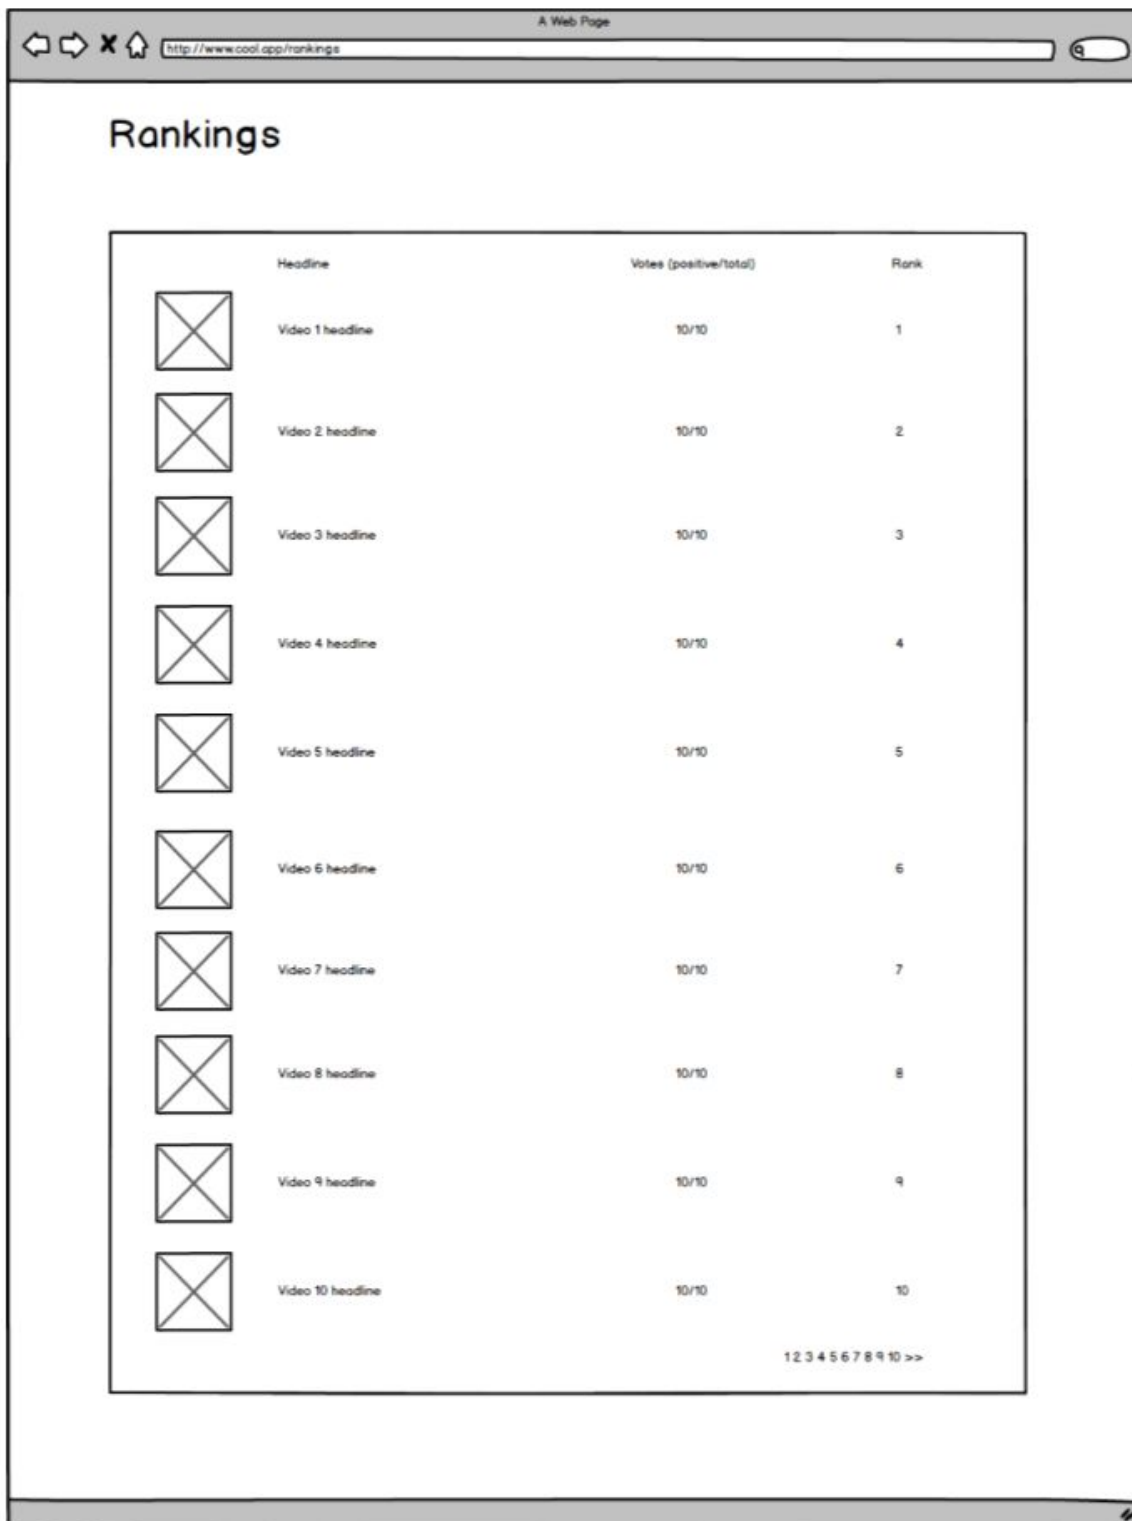 A Web Page
http://www.cool.app/rankings
Rankings
Headline Votes (positive/total) Rank
Video 1 headline 10/10 1
Video 2 headline 10/10 2
Video 3 headline 10/10 3
Video 4 headline 10/10 4
Video 5 headline 10/10 5
Video 6 headline 10/10 6
Video 7 headline 10/10 7
Video 8 headline 10/10 8
Video 9 headline 10/10 9
Video 10 headline 10/10 10
1 2 3 4 5 6 7 8 9 10 >>